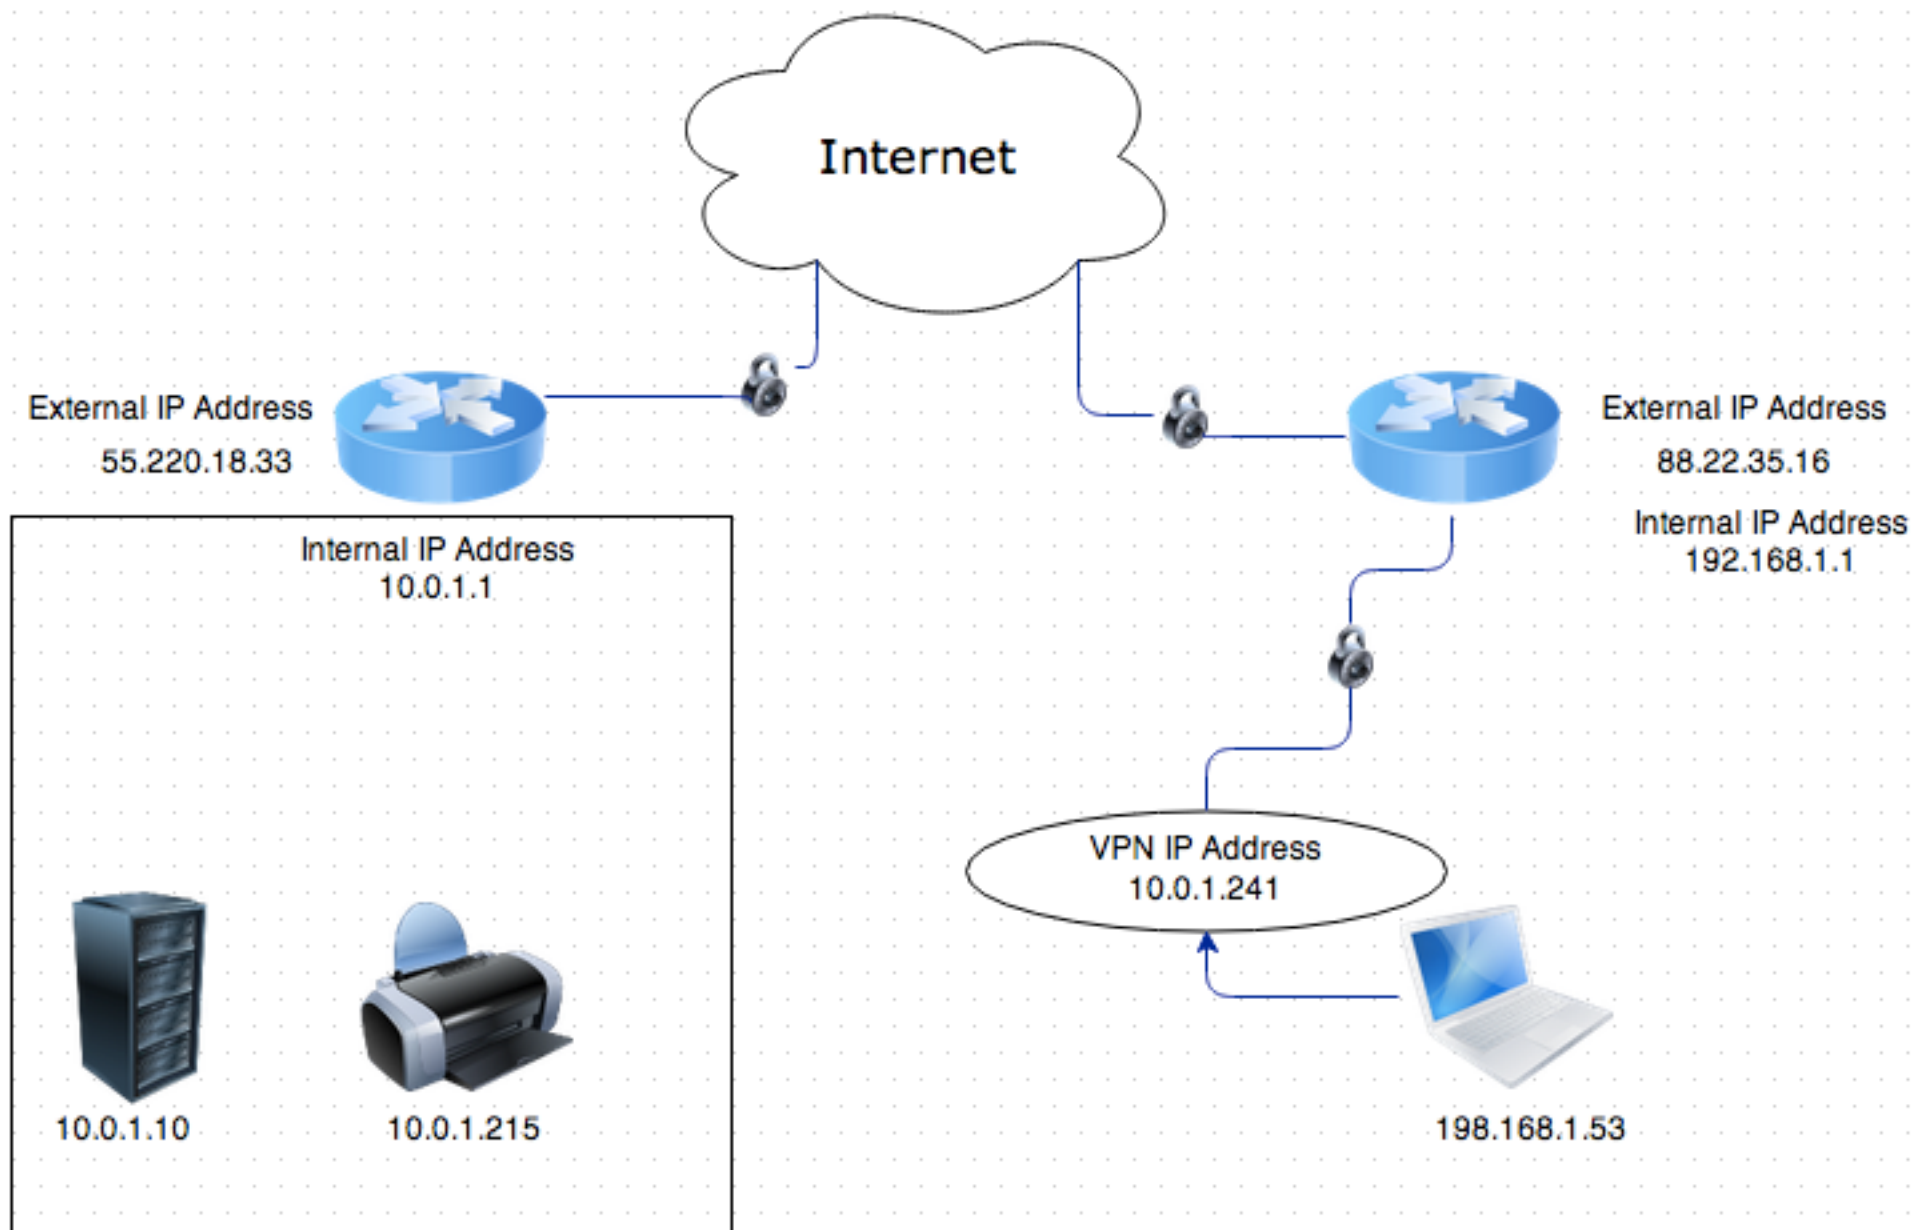 Internet
External IP Address
55.220.18.33
External IP Address
88.22.35.16
Internal IP Address
192.168.1.1
Internal IP Address
10.0.1.1
VPN IP Address
10.0.1.241
10.0.1.10
10.0.1.215
198.168.1.53